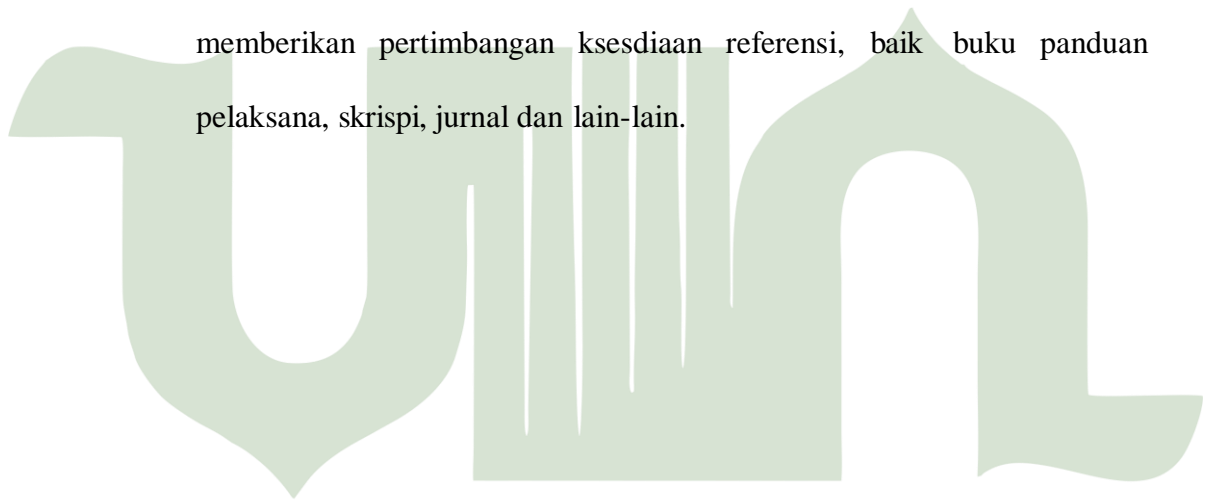 memberikan pertimbangan ksesdiaan referensi, baik buku panduan
pelaksana, skrispi, jurnal dan lain-lain.